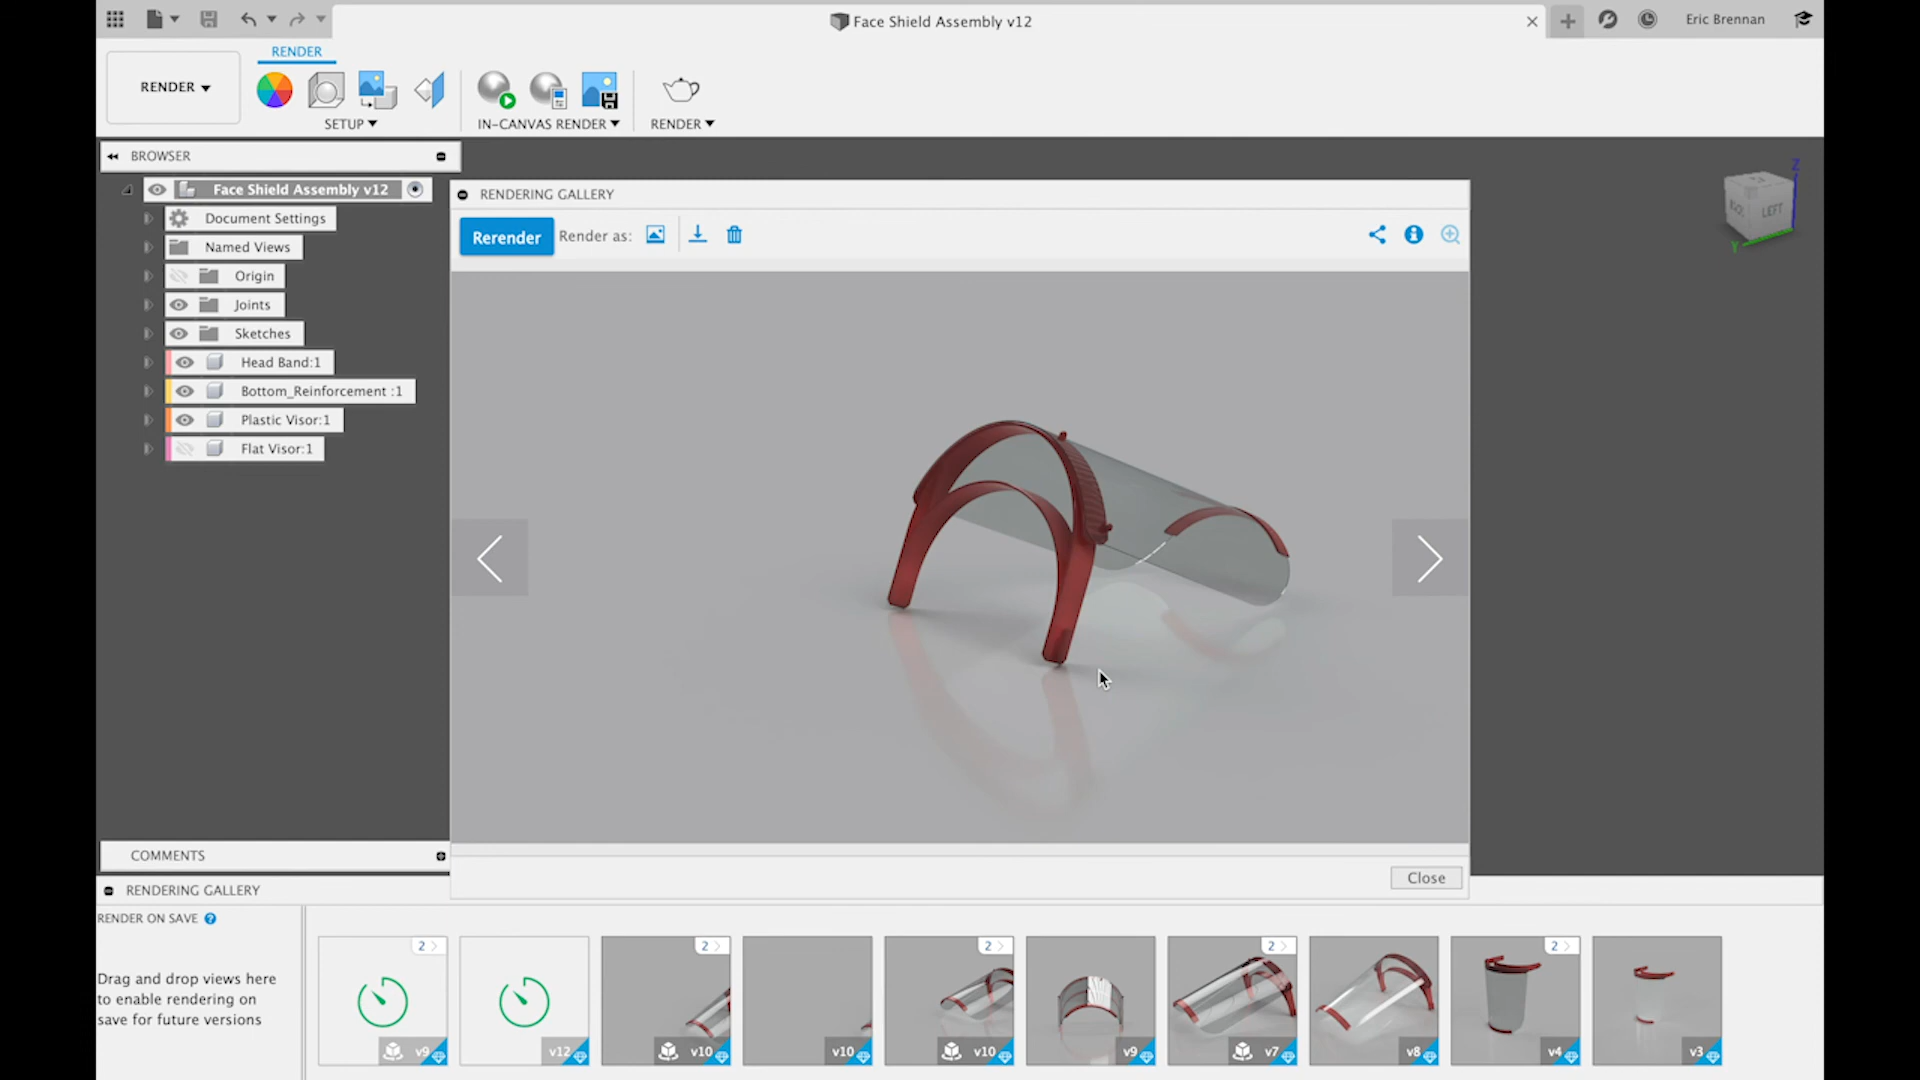 Face Shield Assembly v12
Eric Brennan
RENDER
RENDER
SETUP
IN-CANVAS RENDER
RENDER
BROWSER
Face Shield Assembly v12
Document Settings
Named Views
Origin
Joints
Sketches
Head Band:1
Bottom_Reinforcement :1
Plastic Visor:1
Flat Visor:1
Z
LEFT
Y
RENDERING GALLERY
Rerender
Render as:
Close
COMMENTS
RENDERING GALLERY
RENDER ON SAVE
Drag and drop views here
to enable rendering on
save for future versions
2
v9
v12
2
v10
v10
2
v10
v9
2
v7
v8
2
v4
v3